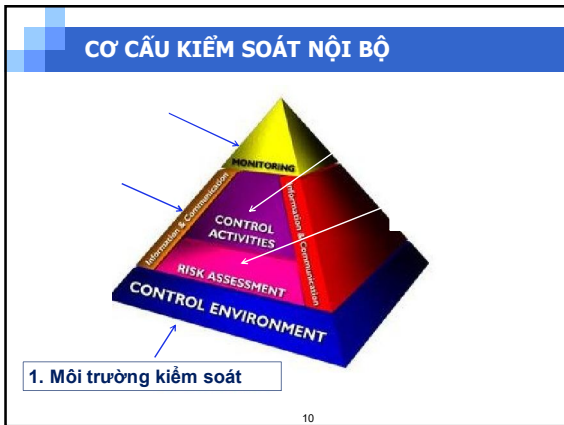 CƠ CẤU KIỂM SOÁT NỘI BỘ
MONITORING
Information & Communication
Information & Communication
CONTROL
ACTIVITIES
RISK ASSESSMENT
CONTROL ENVIRONMENT
1. Môi trường kiểm soát
10